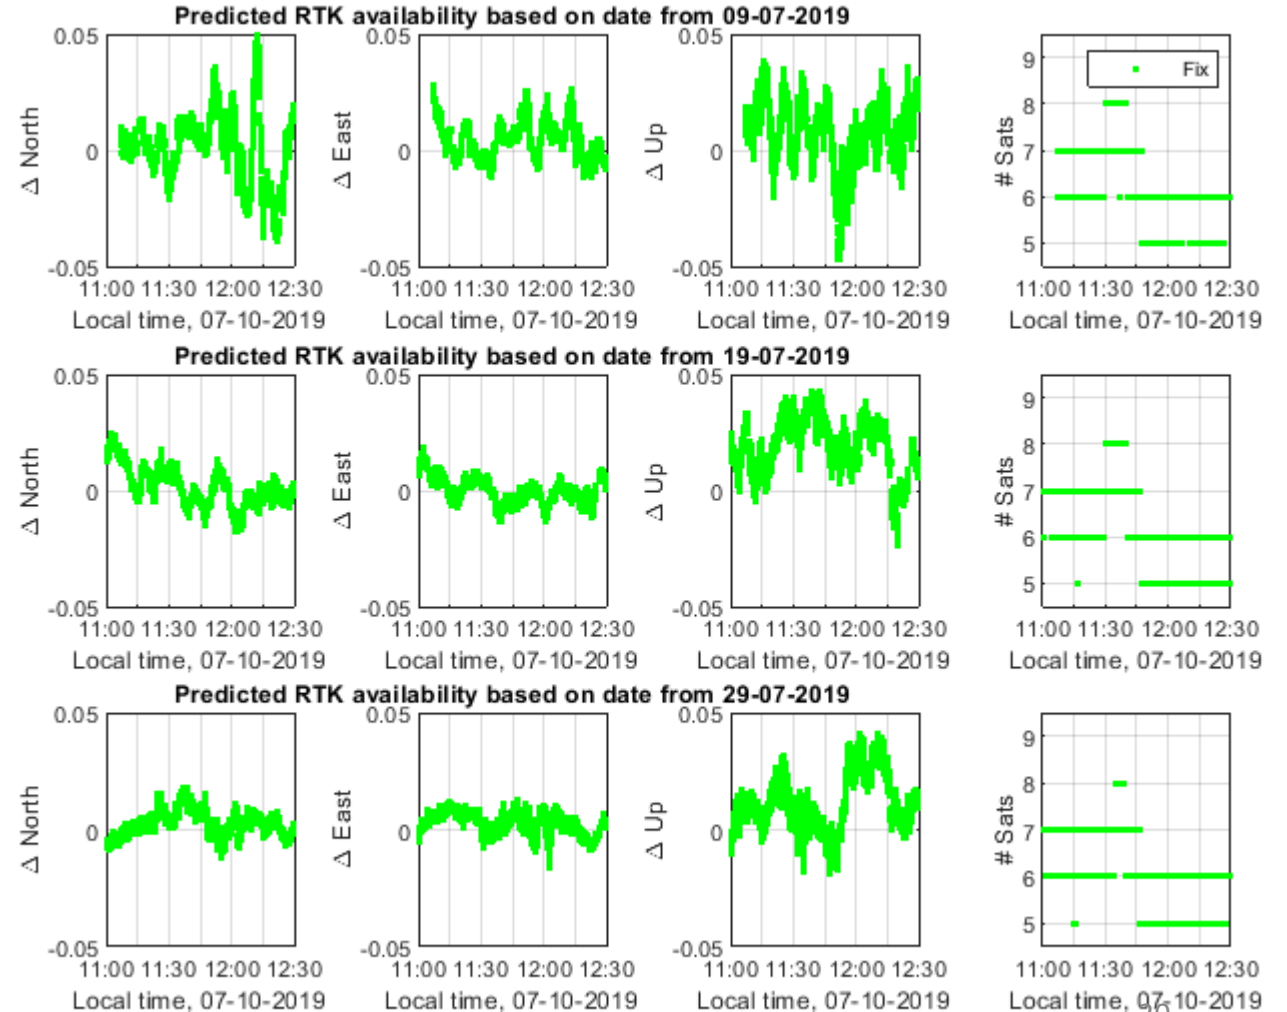 Predicted RTK availability based on date from 09-07-2019
0.05 0.05 0.05 9 Fix
8
Δ North 0 Δ East 0 Δ Up 0 # Sats 7
6
-0.05 -0.05 -0.05 5
11:00 11:30 12:00 12:30 11:00 11:30 12:00 12:30 11:00 11:30 12:00 12:30 11:00 11:30 12:00 12:30
Local time, 07-10-2019 Local time, 07-10-2019 Local time, 07-10-2019 Local time, 07-10-2019
Predicted RTK availability based on date from 19-07-2019
0.05 0.05 0.05 9
8
Δ North 0 Δ East 0 Δ Up 0 # Sats 7
6
-0.05 -0.05 -0.05 5
11:00 11:30 12:00 12:30 11:00 11:30 12:00 12:30 11:00 11:30 12:00 12:30 11:00 11:30 12:00 12:30
Local time, 07-10-2019 Local time, 07-10-2019 Local time, 07-10-2019 Local time, 07-10-2019
Predicted RTK availability based on date from 29-07-2019
0.05 0.05 0.05 9
8
Δ North 0 Δ East 0 Δ Up 0 # Sats 7
6
-0.05 -0.05 -0.05 5
11:00 11:30 12:00 12:30 11:00 11:30 12:00 12:30 11:00 11:30 12:00 12:30 11:00 11:30 12:00 12:30
Local time, 07-10-2019 Local time, 07-10-2019 Local time, 07-10-2019 Local time, 07-10-2019